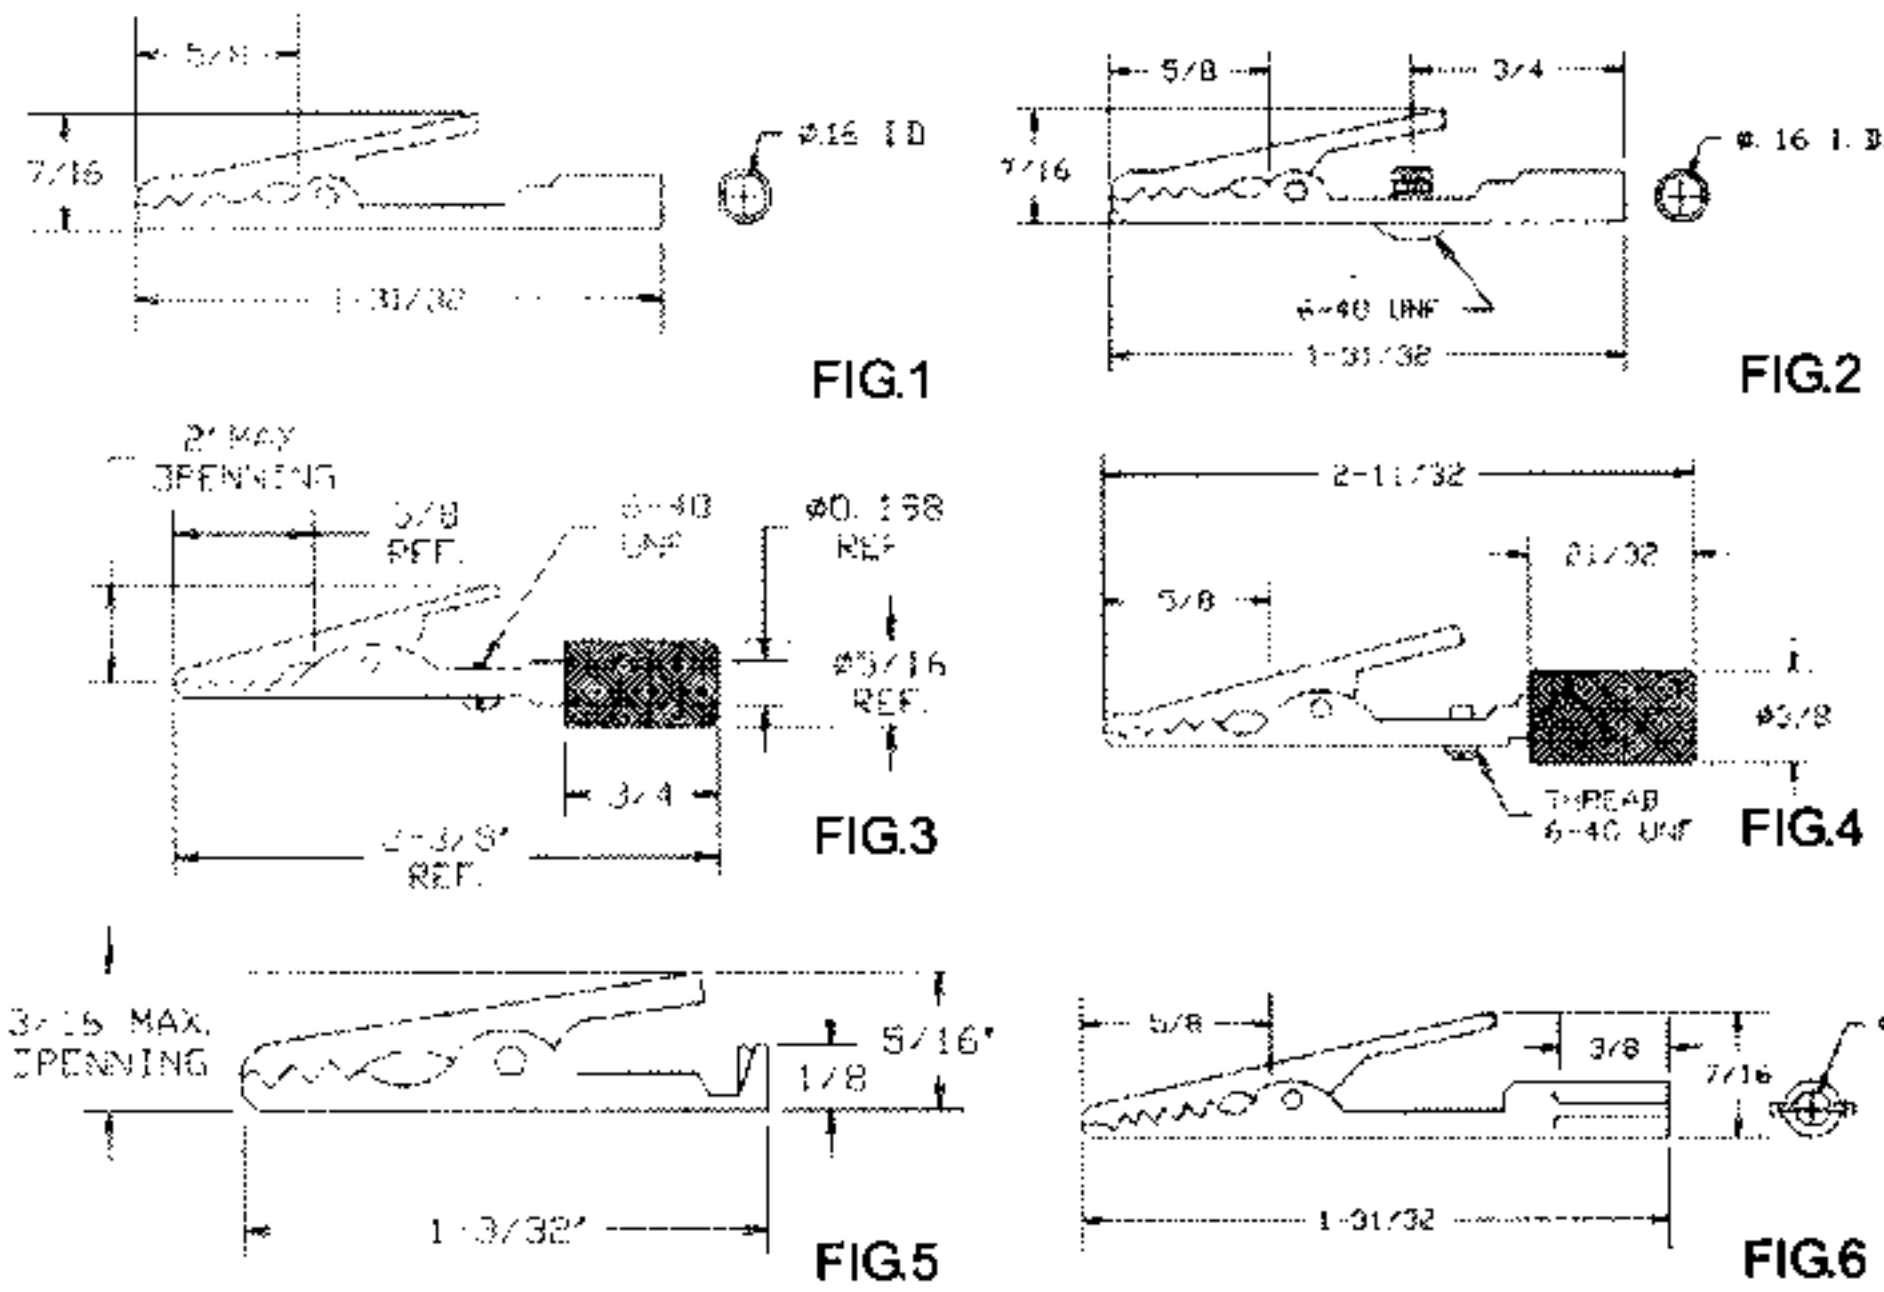 5/8
7/16
Ø.16 I.D
1-31/32
FIG.1
5/8
3/4
7/16
Ø.16 I.D
6-40 UNF
1-31/32
FIG.2
MAX
OPENNING
5/8
REF.
6-40
UNF
REF.
Ø5/16
REF.
3/4
2-3/8"
REF.
FIG.3
2-11/32
21/32
5/8
Ø3/8
THREAD
6-40 UNF
FIG.4
3/16 MAX.
OPENNING
5/16"
1/8
1-3/32"
FIG.5
5/8
3/8
7/16
1-31/32
FIG.6